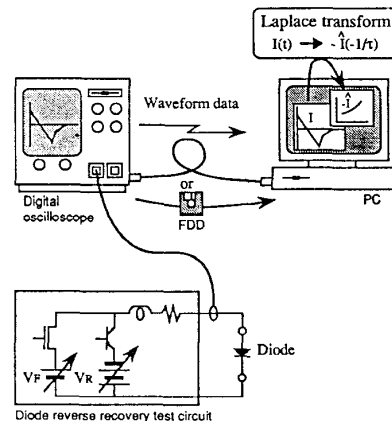 Laplace transform
I(t) → - Î(-1/τ)
Waveform data
I
-Î
or
FDD
Digital
oscilloscope
PC
VF
VR
Diode
Diode reverse recovery test circuit